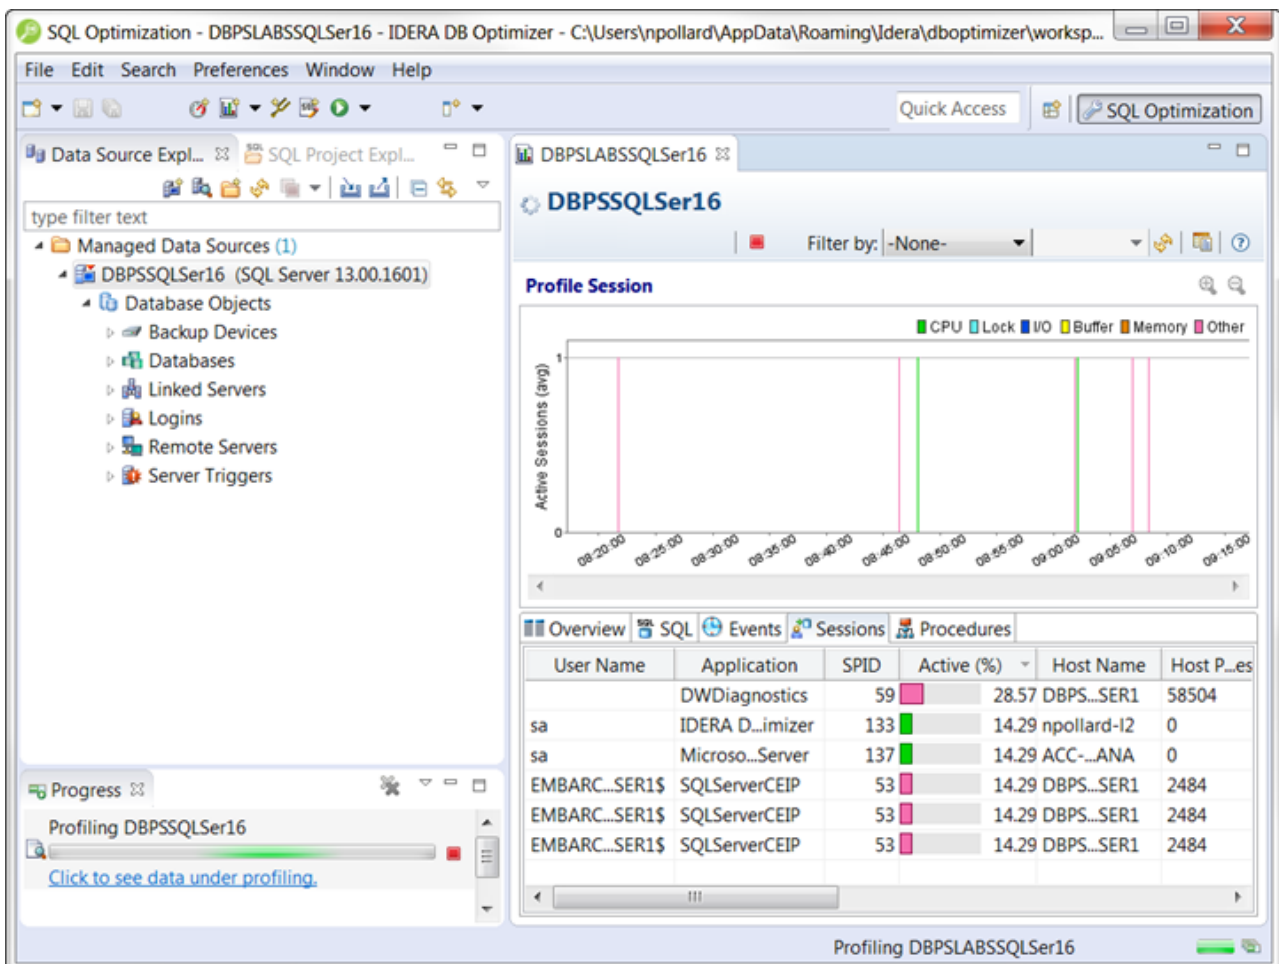 SQL Optimization - DBPSLABSSQLSer16 - IDERA DB Optimizer - C:\Users\npollard\AppData\Roaming\Idera\dboptimizer\worksp...
File Edit Search Preferences Window Help
Quick Access
SQL Optimization
Data Source Expl...
SQL Project Expl...
type filter text
Managed Data Sources (1)
DBPSSQLSer16 (SQL Server 13.00.1601)
Database Objects
Backup Devices
Databases
Linked Servers
Logins
Remote Servers
Server Triggers
Progress
Profiling DBPSSQLSer16
Click to see data under profiling.
DBPSLABSSQLSer16
DBPSSQLSer16
Filter by: -None-
Profile Session
CPU Lock I/O Buffer Memory Other
Active Sessions (avg)
1
0
08:20:00 08:25:00 08:30:00 08:35:00 08:40:00 08:45:00 08:50:00 08:55:00 09:00:00 09:05:00 09:10:00 09:15:00
Overview SQL Events Sessions Procedures
User Name Application SPID Active (%) Host Name Host P...es
DWDiagnostics 59 28.57 DBPS...SER1 58504
sa IDERA D...imizer 133 14.29 npollard-l2 0
sa Microso...Server 137 14.29 ACC-...ANA 0
EMBARC...SER1$ SQLServerCEIP 53 14.29 DBPS...SER1 2484
EMBARC...SER1$ SQLServerCEIP 53 14.29 DBPS...SER1 2484
EMBARC...SER1$ SQLServerCEIP 53 14.29 DBPS...SER1 2484
Profiling DBPSLABSSQLSer16